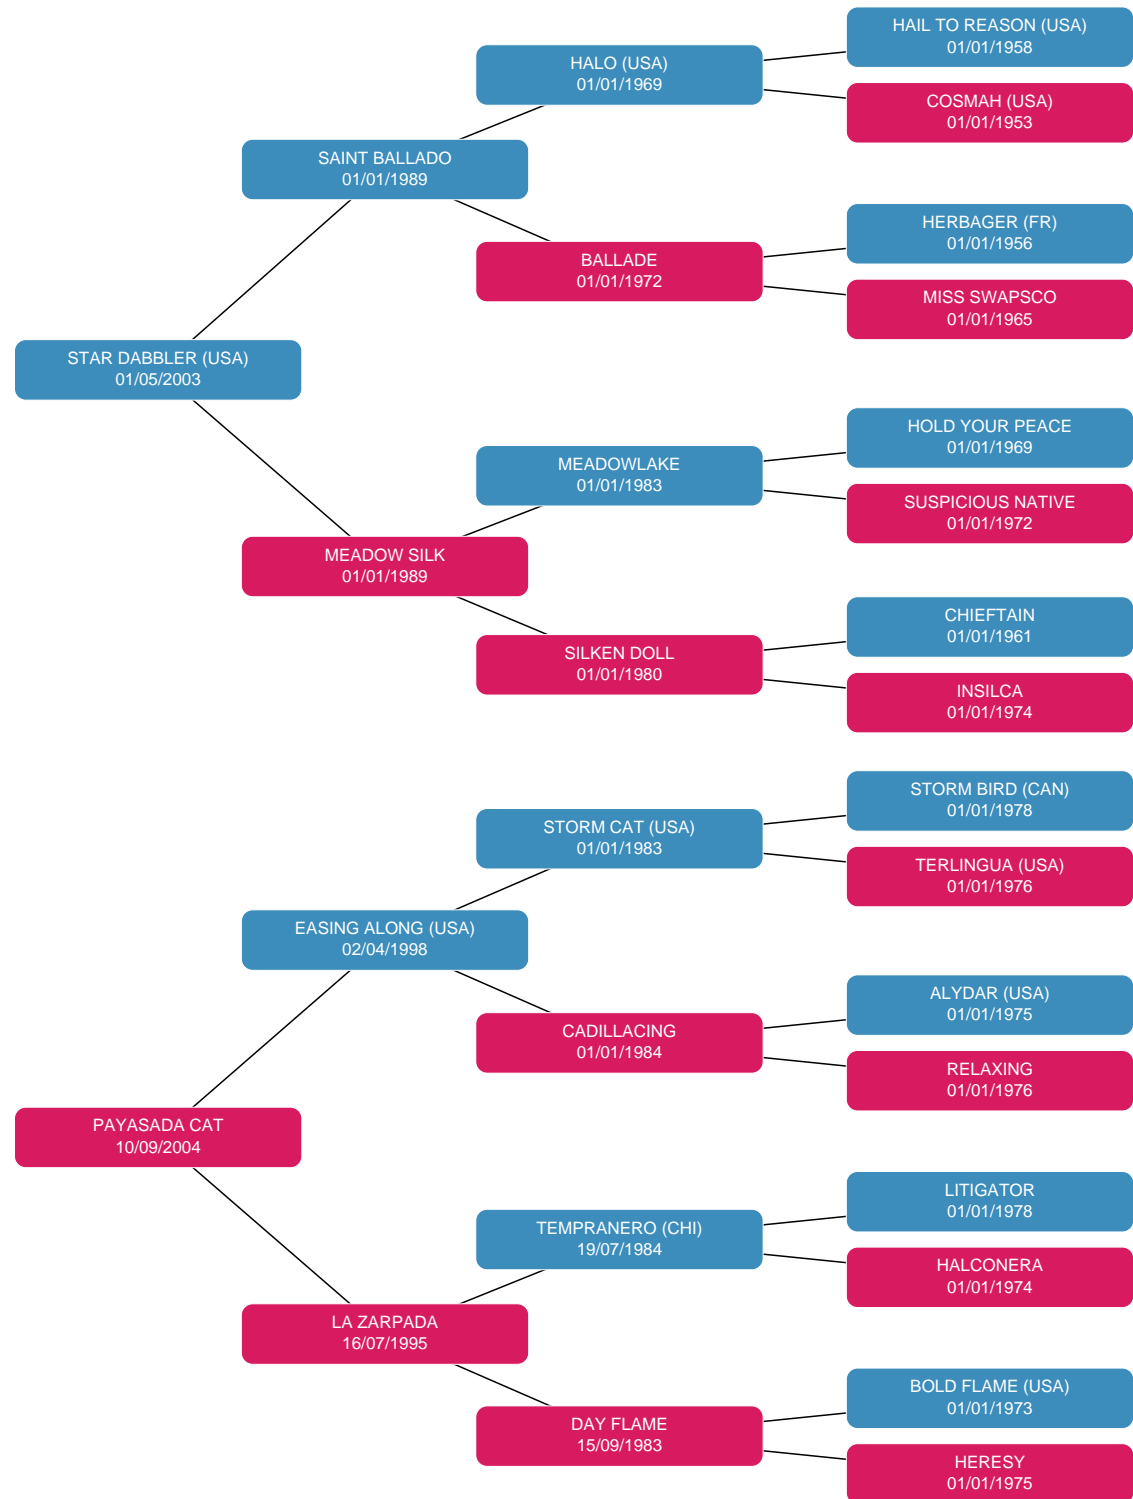 HAIL TO REASON (USA)
01/01/1958
HALO (USA)
01/01/1969
COSMAH (USA)
01/01/1953
SAINT BALLADO
01/01/1989
HERBAGER (FR)
01/01/1956
BALLADE
01/01/1972
MISS SWAPSCO
01/01/1965
STAR DABBLER (USA)
01/05/2003
HOLD YOUR PEACE
01/01/1969
MEADOWLAKE
01/01/1983
SUSPICIOUS NATIVE
01/01/1972
MEADOW SILK
01/01/1989
CHIEFTAIN
01/01/1961
SILKEN DOLL
01/01/1980
INSILCA
01/01/1974
STORM BIRD (CAN)
01/01/1978
STORM CAT (USA)
01/01/1983
TERLINGUA (USA)
01/01/1976
EASING ALONG (USA)
02/04/1998
ALYDAR (USA)
01/01/1975
CADILLACING
01/01/1984
RELAXING
01/01/1976
PAYASADA CAT
10/09/2004
LITIGATOR
01/01/1978
TEMPRANERO (CHI)
19/07/1984
HALCONERA
01/01/1974
LA ZARPADA
16/07/1995
BOLD FLAME (USA)
01/01/1973
DAY FLAME
15/09/1983
HERESY
01/01/1975